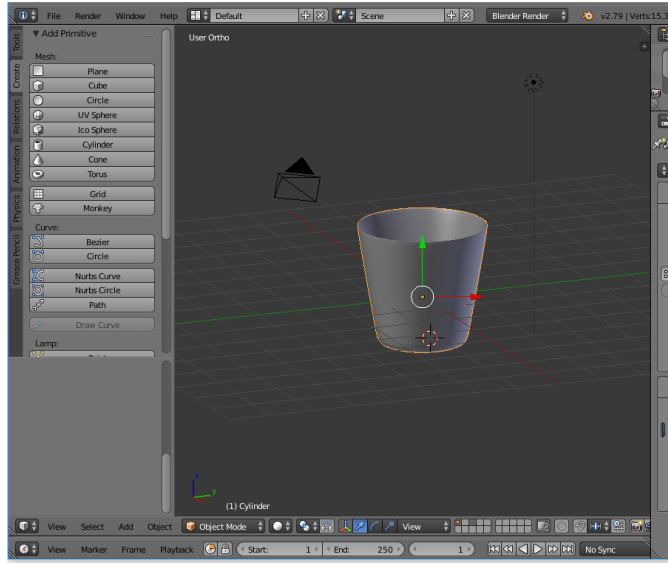 File Render Window Help Default Scene Blender Render v2.79 | Verts:15,3
Tools
Create
Relations
Animation
Physics
Grease Pencil
▼ Add Primitive
Mesh:
Plane
Cube
Circle
UV Sphere
Ico Sphere
Cylinder
Cone
Torus
Grid
Monkey
Curve:
Bezier
Circle
Nurbs Curve
Nurbs Circle
Path
Draw Curve
Lamp:
User Ortho
z
y
(1) Cylinder
View Select Add Object Object Mode View
View Marker Frame Playback Start: 1 End: 250 1 No Sync